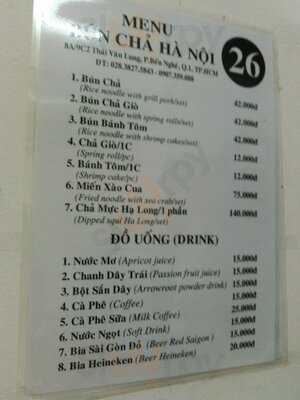 MENU
BÚN CHẢ HÀ NỘI
26
8A/9C2 Thái Văn Lung, P.Bến Nghé, Q.1, TP.HCM
DT: 028.3827.5843 - 0907.359.088
1. Bún Chả 42.000đ
(Rice noodle with grill pork/set)
2. Bún Chả Giò 42.000đ
(Rice noodle with spring rolls/set)
3. Bún Bánh Tôm 42.000đ
(Rice noodle with shrimp cakes/set)
4. Chả Giò/1C 12.000đ
(Spring roll/pc)
5. Bánh Tôm/1C 12.000đ
(Shrimp cake/pc)
6. Miến Xào Cua 75.000đ
(Fried noodle with sea crab/set)
7. Chả Mực Hạ Long/1 phần 140.000đ
(Dipped squi Ha Long/set)
ĐỒ UỐNG (DRINK)
1. Nước Mơ (Apricot juice) 15.000đ
2. Chanh Dây Trái (Passion fruit juice) 15.000đ
3. Bột Sắn Dây (Arrowroot powder drink) 15.000đ
4. Cà Phê (Coffee) 25.000đ
5. Cà Phê Sữa (Milk Coffee) 15.000đ
6. Nước Ngọt (Soft Drink) 15.000đ
7. Bia Sài Gòn Đỏ (Beer Red Saigon) 15.000đ
8. Bia Heineken (Beer Heineken) 20.000đ